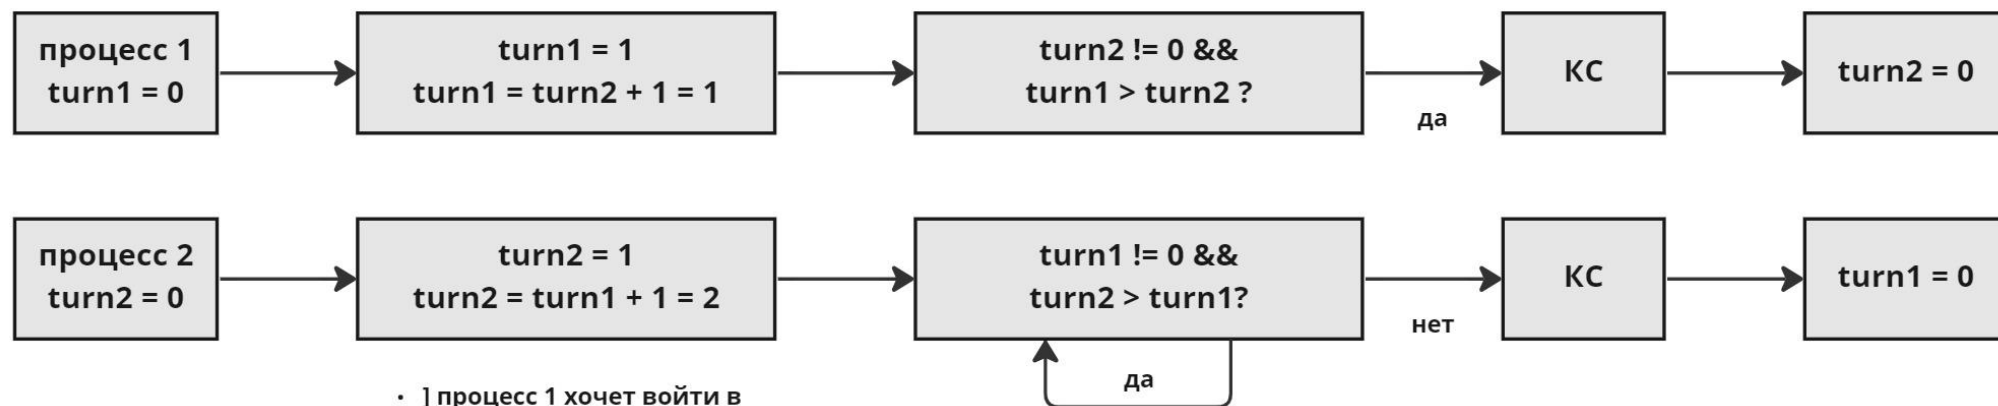 процесс 1
turn1 = 0
turn1 = 1
turn1 = turn2 + 1 = 1
turn2 != 0 &&
turn1 > turn2 ?
да
КС
turn2 = 0
процесс 2
turn2 = 0
turn2 = 1
turn2 = turn1 + 1 = 2
turn1 != 0 &&
turn2 > turn1?
нет
КС
turn1 = 0
да
• ] процесс 1 хочет войти в